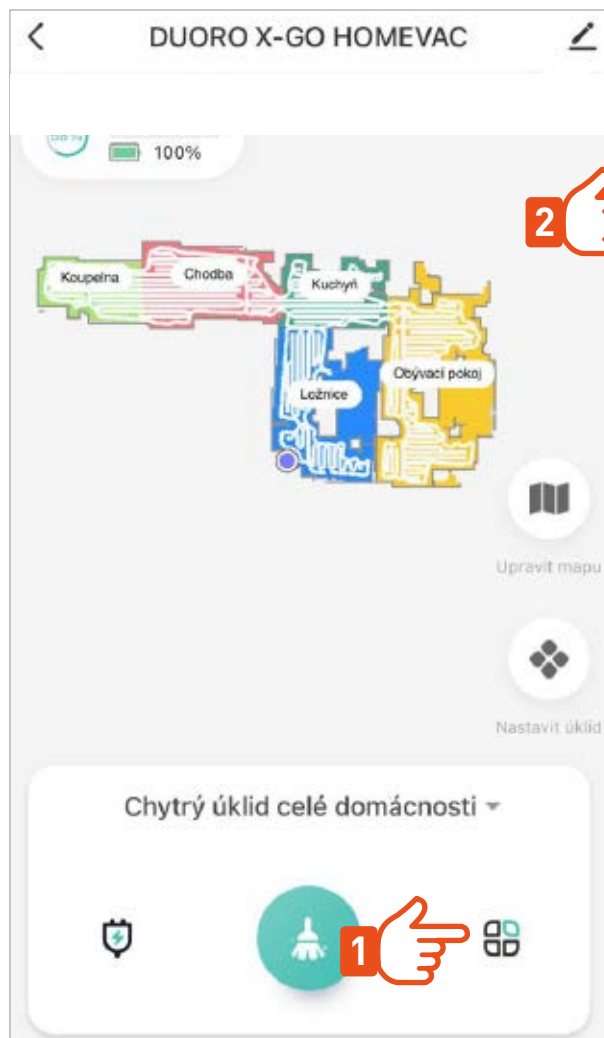 DUORO X-GO HOMEVAC
100%
2
Koupelna
Chodba
Kuchyň
Obývací pokoj
Ložnice
Upravit mapu
Nastavit úklid
Chytrý úklid celé domácnosti
1